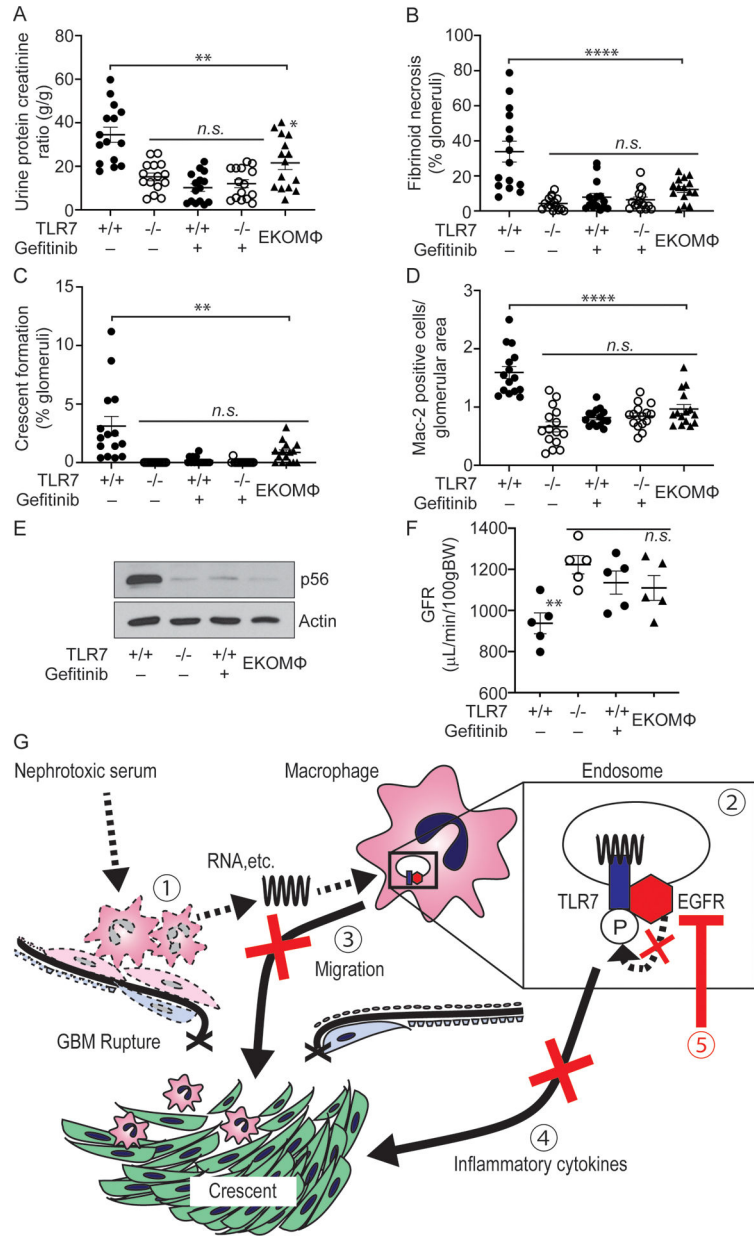 A
Urine protein creatinine
ratio (g/g)
80
60
40
20
0
**
n.s.
*
TLR7 +/+ -/- +/+ -/- EKOMΦ
Gefitinib – – + +
B
Fibrinoid necrosis
(% glomeruli)
100
80
60
40
20
0
****
n.s.
TLR7 +/+ -/- +/+ -/- EKOMΦ
Gefitinib – – + +
C
Crescent formation
(% glomeruli)
15
10
5
0
**
n.s.
TLR7 +/+ -/- +/+ -/- EKOMΦ
Gefitinib – – + +
D
Mac-2 positive cells/
glomerular area
3
2
1
0
****
n.s.
TLR7 +/+ -/- +/+ -/- EKOMΦ
Gefitinib – – + +
E
p56
Actin
TLR7 +/+ -/- +/+ EKOMΦ
Gefitinib – – +
F
GFR
(μL/min/100gBW)
1400
1200
1000
800
600
**
n.s.
TLR7 +/+ -/- +/+ EKOMΦ
Gefitinib – – +
G
Nephrotoxic serum
Macrophage
Endosome
②
RNA,etc.
①
TLR7
EGFR
P
③
Migration
GBM Rupture
⑤
④
Inflammatory cytokines
Crescent